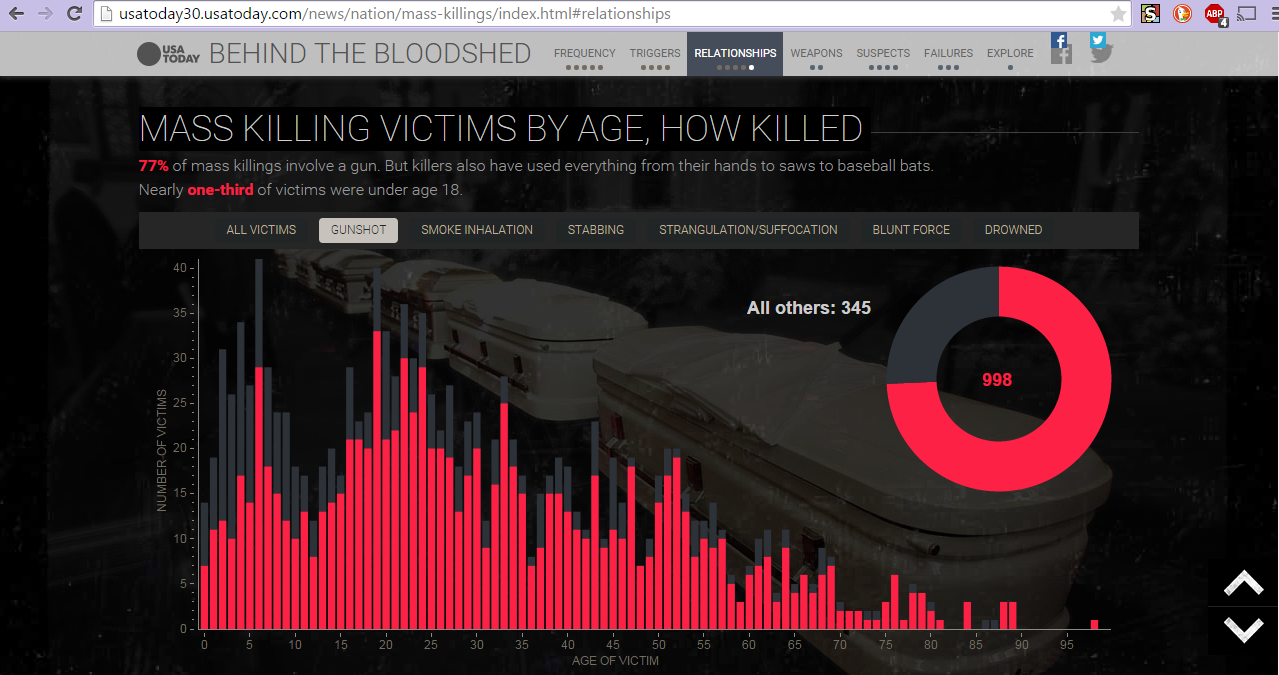 usatoday30.usatoday.com/news/nation/mass-killings/index.html#relationships
S
ABP
4
USA
TODAY
BEHIND THE BLOODSHED
FREQUENCY TRIGGERS RELATIONSHIPS WEAPONS SUSPECTS FAILURES EXPLORE
MASS KILLING VICTIMS BY AGE, HOW KILLED
77% of mass killings involve a gun. But killers also have used everything from their hands to saws to baseball bats.
Nearly one-third of victims were under age 18.
ALL VICTIMS GUNSHOT SMOKE INHALATION STABBING STRANGULATION/SUFFOCATION BLUNT FORCE DROWNED
NUMBER OF VICTIMS
40
35
30
25
20
15
10
5
0
All others: 345
998
0 5 10 15 20 25 30 35 40 45 50 55 60 65 70 75 80 85 90 95
AGE OF VICTIM